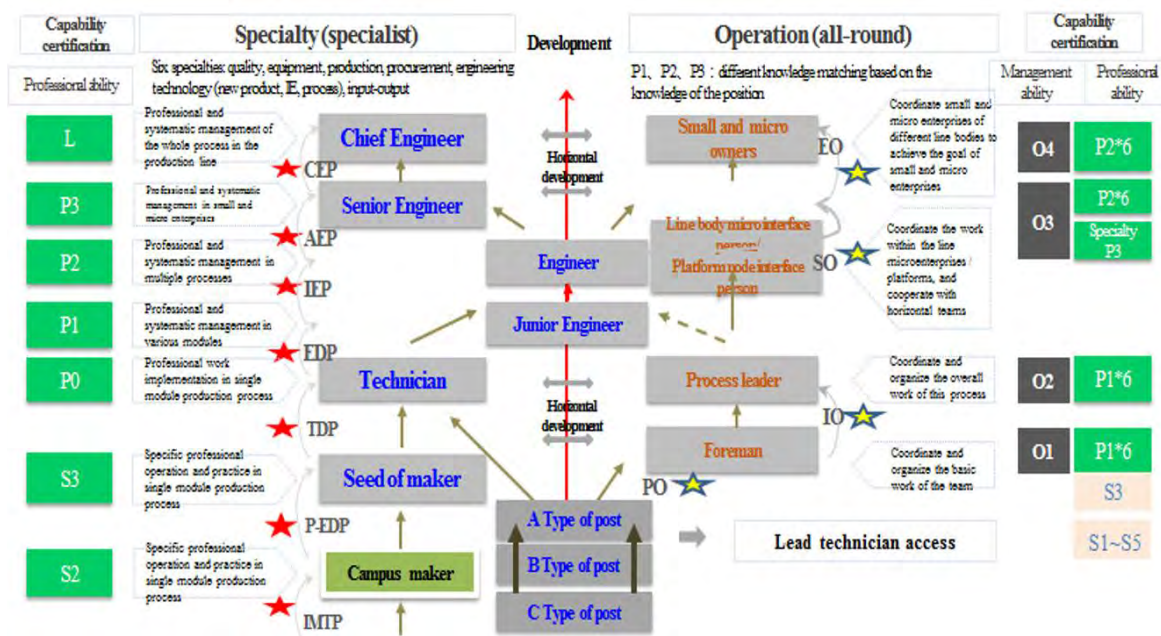 Capability
certification
Professional ability
Specialty (specialist)
Six specialties: quality, equipment, production, procurement, engineering
technology (new product, IE, process), input-output
Development
Operation (all-round)
P1、P2、P3：different knowledge matching based on the
knowledge of the position
Capability
certification
Management
ability
Professional
ability
L
Professional and
systematic management of
the whole process in the
production line
CEP
Chief Engineer
Horizontal
development
Small and micro
owners
EO
Coordinate small and
micro enterprises of
different line bodies to
achieve the goal of
small and micro
enterprises
O4
P2*6
P3
Professional and systematic
management in small and
micro enterprises
AEP
Senior Engineer
Line body micro interface
person/
Platform node interface
person
SO
Coordinate the work
within the line
microenterprises /
platforms, and
cooperate with
horizontal teams
O3
P2*6
Specialty
P3
P2
Professional and
systematic management in
multiple processes
IEP
Engineer
P1
Professional and
systematic management in
various modules
EDP
Junior Engineer
P0
Professional work
implementation in single
module production process
TDP
Technician
Horizontal
development
Process leader
IO
Coordinate and
organize the overall
work of this process
O2
P1*6
S3
Specific professional
operation and practice in
single module production
process
P-EDP
Seed of maker
Foreman
PO
Coordinate and
organize the basic
work of the team
O1
P1*6
S3
S1~S5
S2
Specific professional
operation and practice in
single module production
process
IMTP
Campus maker
A Type of post
B Type of post
C Type of post
Lead technician access